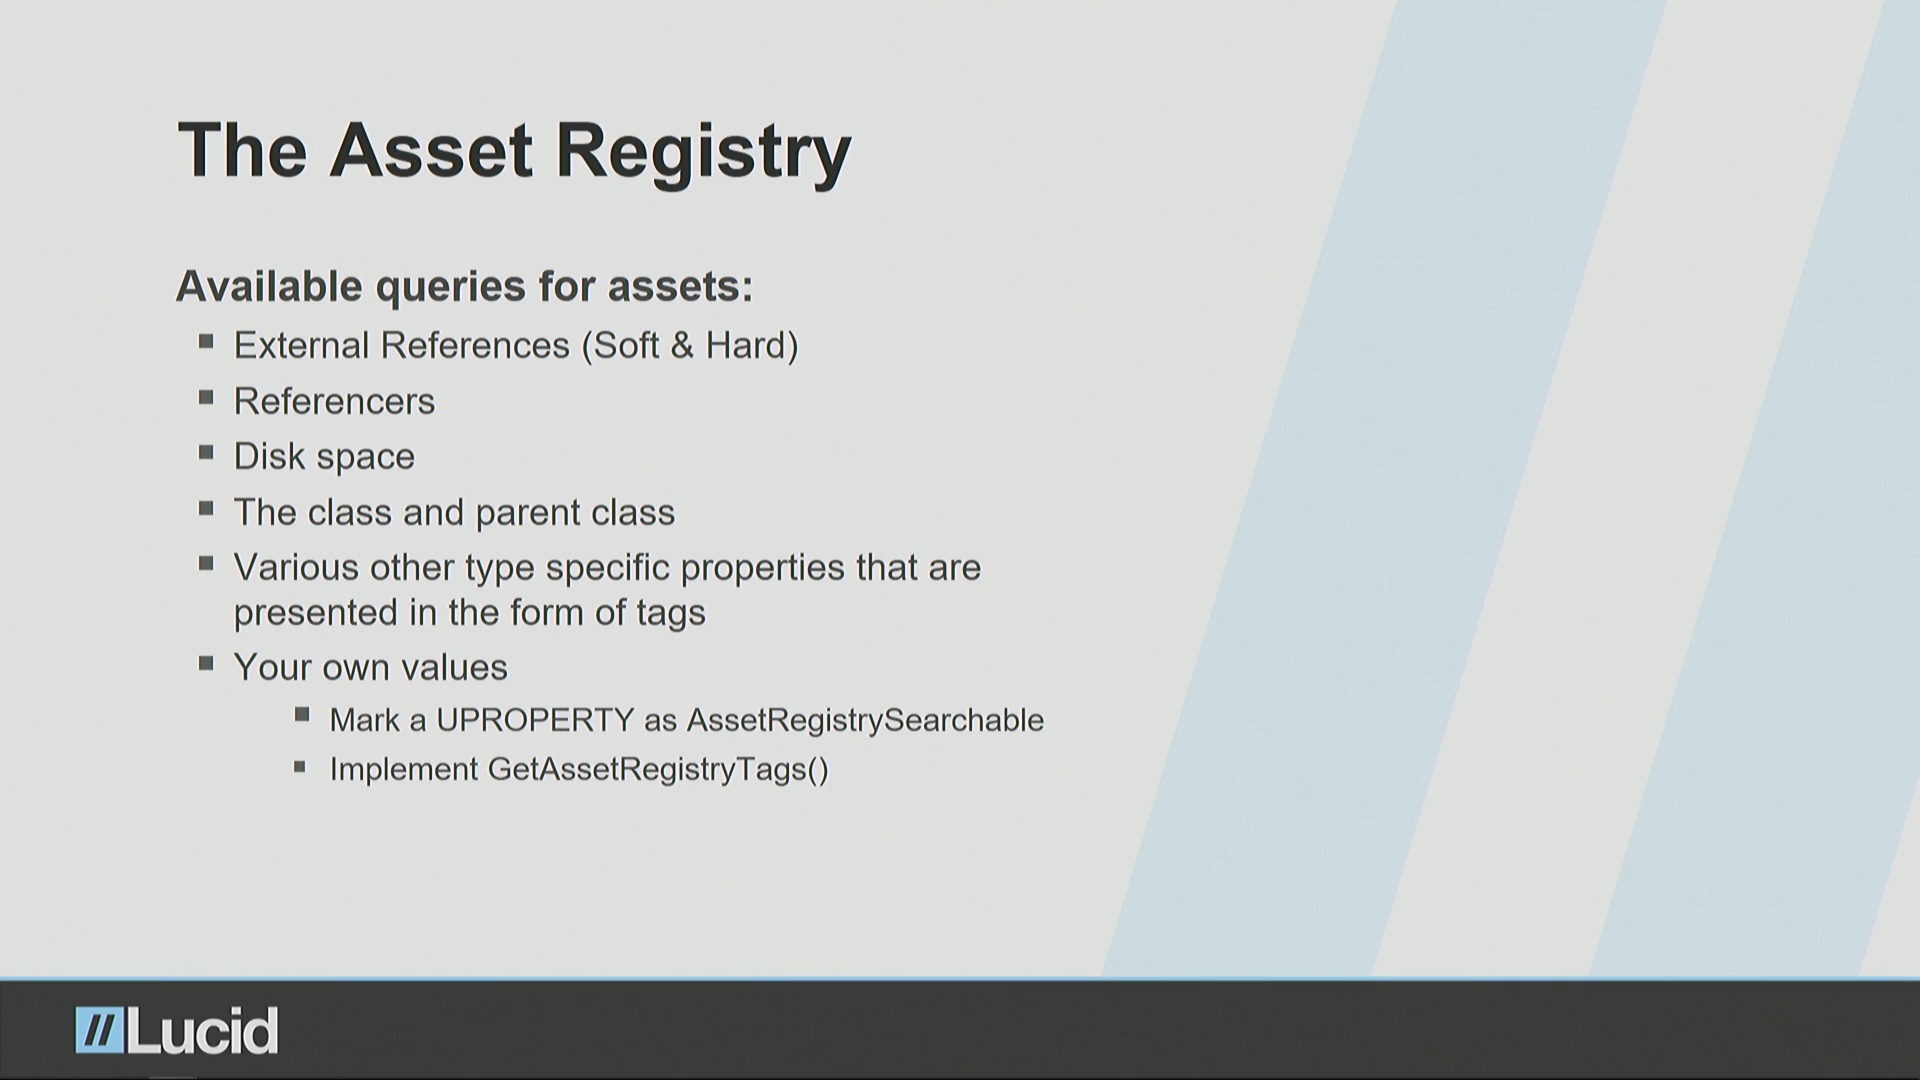 The Asset Registry
Available queries for assets:
External References (Soft & Hard)
Referencers
Disk space
The class and parent class
Various other type specific properties that are
presented in the form of tags
Your own values
Mark a UPROPERTY as AssetRegistrySearchable
Implement GetAssetRegistryTags()
//Lucid